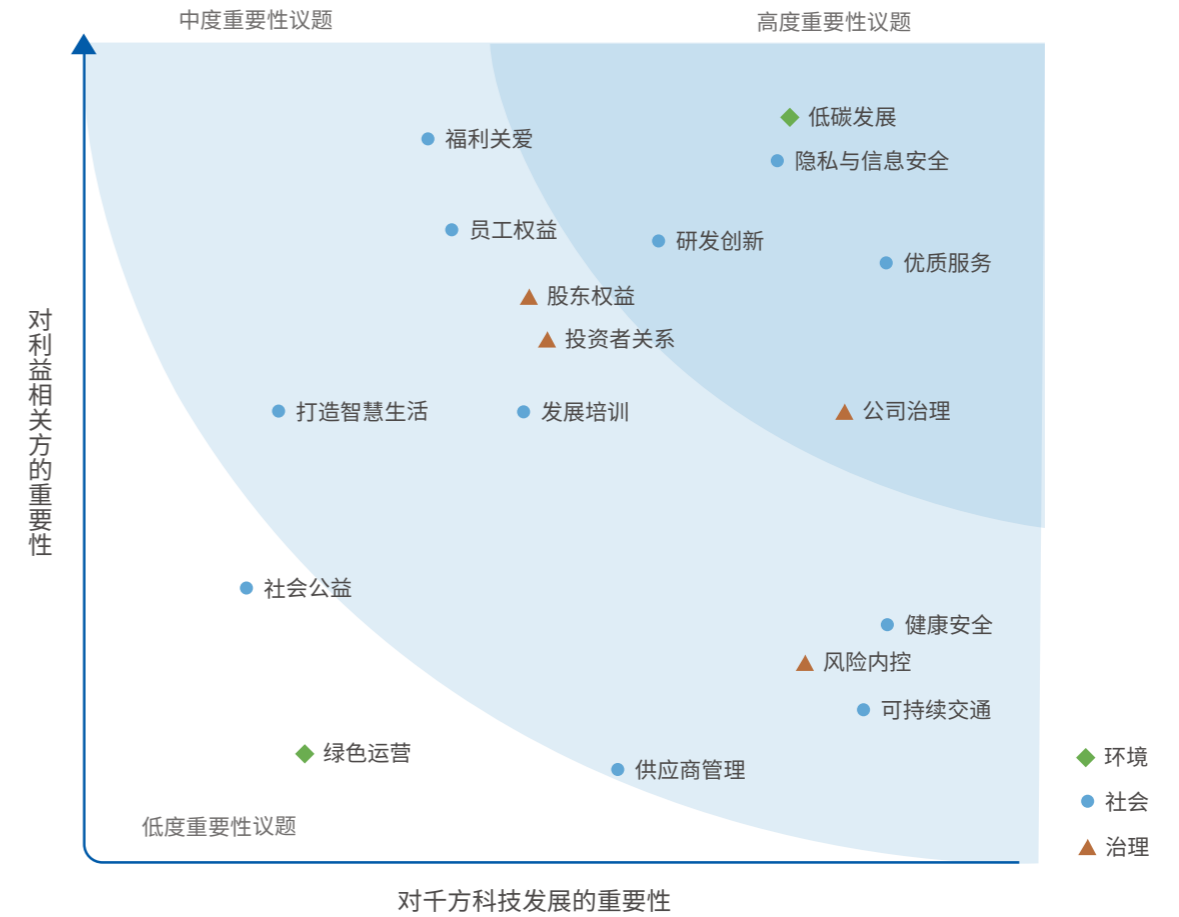 中度重要性议题
高度重要性议题
低碳发展
福利关爱
隐私与信息安全
员工权益
研发创新
优质服务
股东权益
对利益相关方的重要性
投资者关系
打造智慧生活
发展培训
公司治理
社会公益
健康安全
风险内控
可持续交通
绿色运营
供应商管理
环境
社会
低度重要性议题
治理
对千方科技发展的重要性